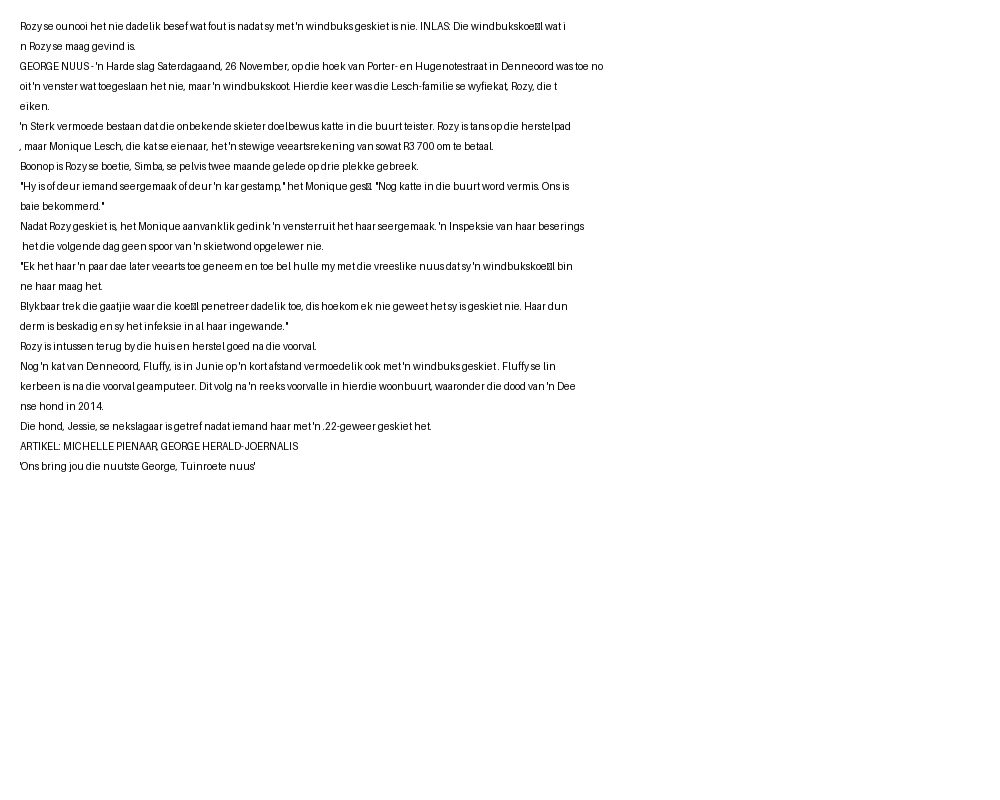 Rozy se ounooi het nie dadelik besef wat fout is nadat sy met 'n windbuks geskiet is nie. INLAS: Die windbukskoe▯l wat i
n Rozy se maag gevind is.
GEORGE NUUS - 'n Harde slag Saterdagaand, 26 November, op die hoek van Porter- en Hugenotestraat in Denneoord was toe no
oit 'n venster wat toegeslaan het nie, maar 'n windbukskoot. Hierdie keer was die Lesch-familie se wyfiekat, Rozy, die t
eiken.
'n Sterk vermoede bestaan dat die onbekende skieter doelbewus katte in die buurt teister. Rozy is tans op die herstelpad
, maar Monique Lesch, die kat se eienaar, het 'n stewige veeartsrekening van sowat R3 700 om te betaal.
Boonop is Rozy se boetie, Simba, se pelvis twee maande gelede op drie plekke gebreek.
"Hy is of deur iemand seergemaak of deur 'n kar gestamp," het Monique ges▯. "Nog katte in die buurt word vermis. Ons is
baie bekommerd."
Nadat Rozy geskiet is, het Monique aanvanklik gedink 'n vensterruit het haar seergemaak. 'n Inspeksie van haar beserings
het die volgende dag geen spoor van 'n skietwond opgelewer nie.
"Ek het haar 'n paar dae later veearts toe geneem en toe bel hulle my met die vreeslike nuus dat sy 'n windbukskoe▯l bin
ne haar maag het.
Blykbaar trek die gaatjie waar die koe▯l penetreer dadelik toe, dis hoekom ek nie geweet het sy is geskiet nie. Haar dun
derm is beskadig en sy het infeksie in al haar ingewande."
Rozy is intussen terug by die huis en herstel goed na die voorval.
Nog 'n kat van Denneoord, Fluffy, is in Junie op 'n kort afstand vermoedelik ook met 'n windbuks geskiet . Fluffy se lin
kerbeen is na die voorval geamputeer. Dit volg na 'n reeks voorvalle in hierdie woonbuurt, waaronder die dood van 'n Dee
nse hond in 2014.
Die hond, Jessie, se nekslagaar is getref nadat iemand haar met 'n .22-geweer geskiet het.
ARTIKEL: MICHELLE PIENAAR, GEORGE HERALD-JOERNALIS
'Ons bring jou die nuutste George, Tuinroete nuus'